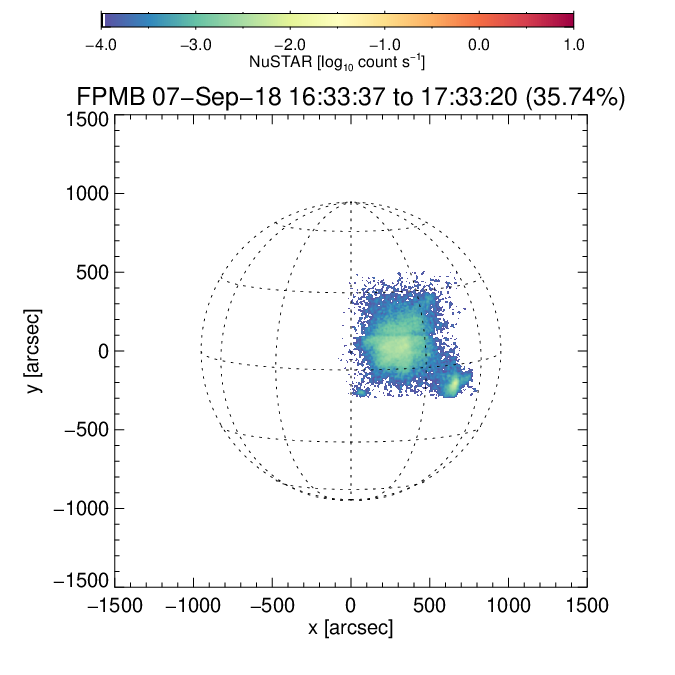 −4.0 −3.0 −2.0 −1.0 0.0 1.0
NuSTAR [log₁₀ count s⁻¹]
FPMB 07−Sep−18 16:33:37 to 17:33:20 (35.74%)
1500
1000
500
0
−500
−1000
−1500
y [arcsec]
−1500 −1000 −500 0 500 1000 1500
x [arcsec]